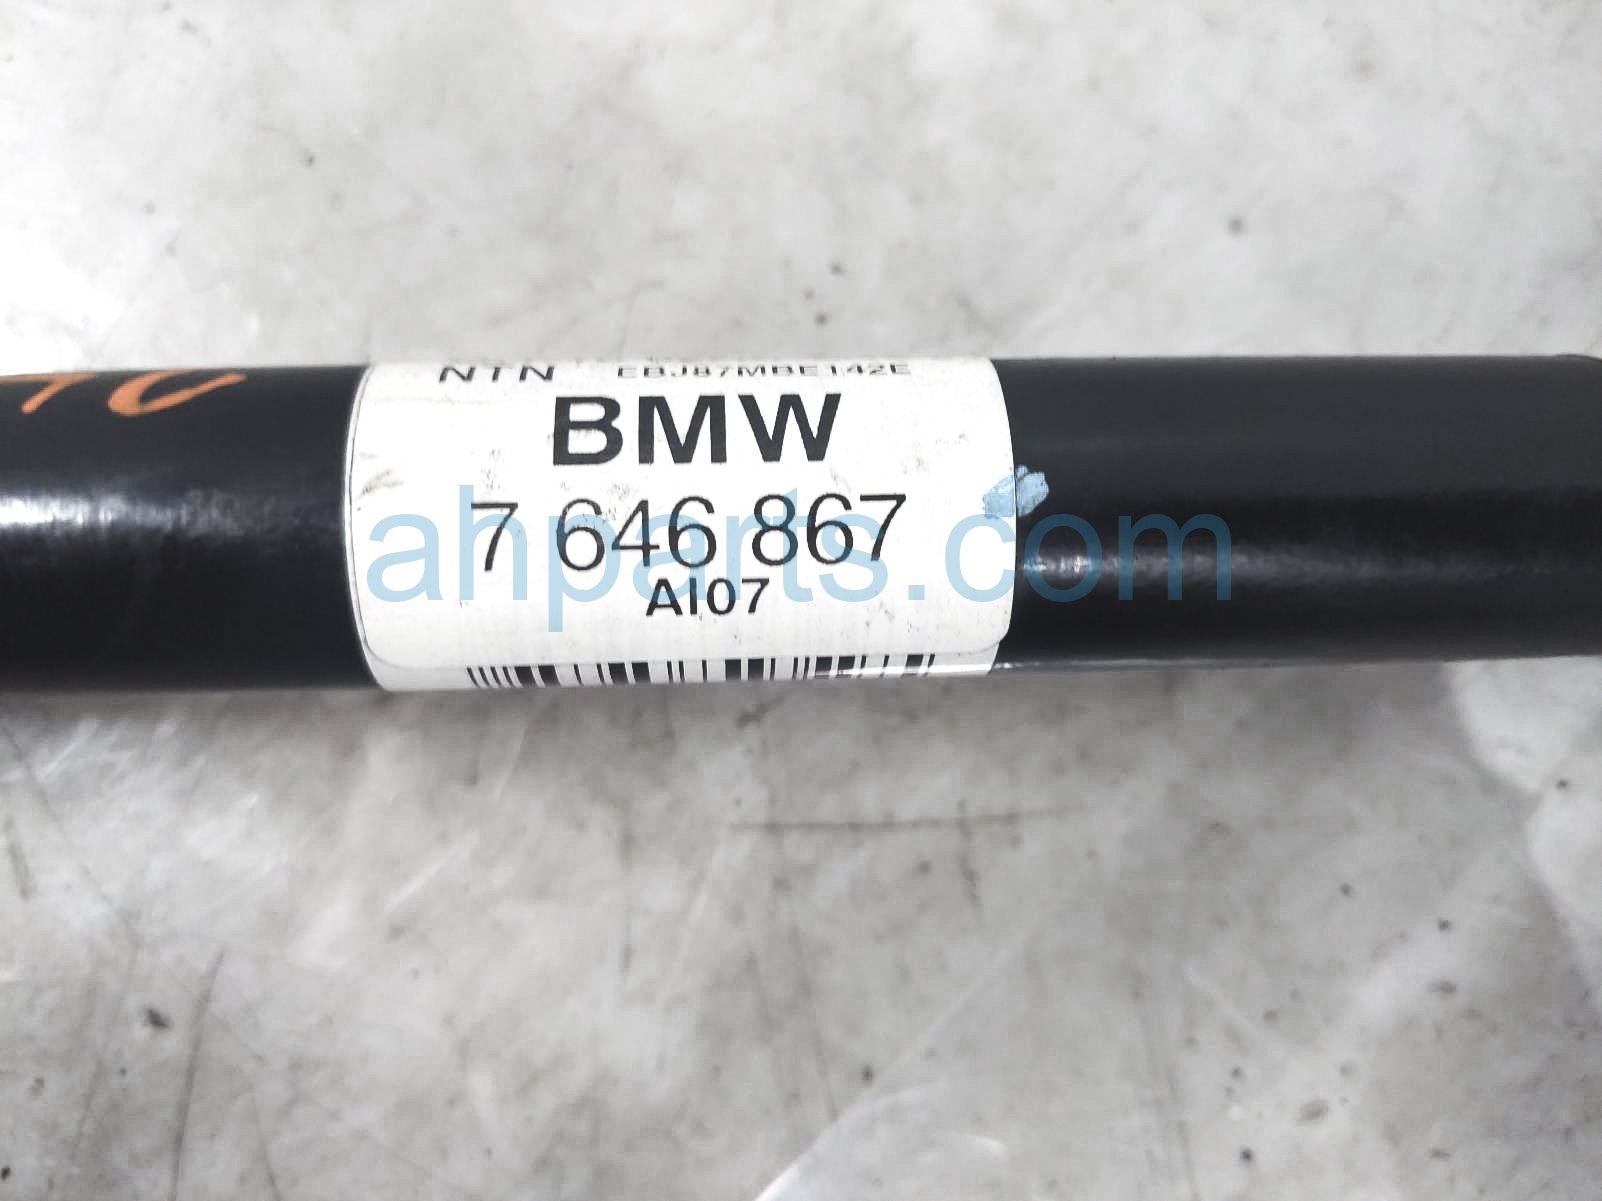 NTN EBJ87MBE142E
BMW
7 646 867
AI07
ahparts.com